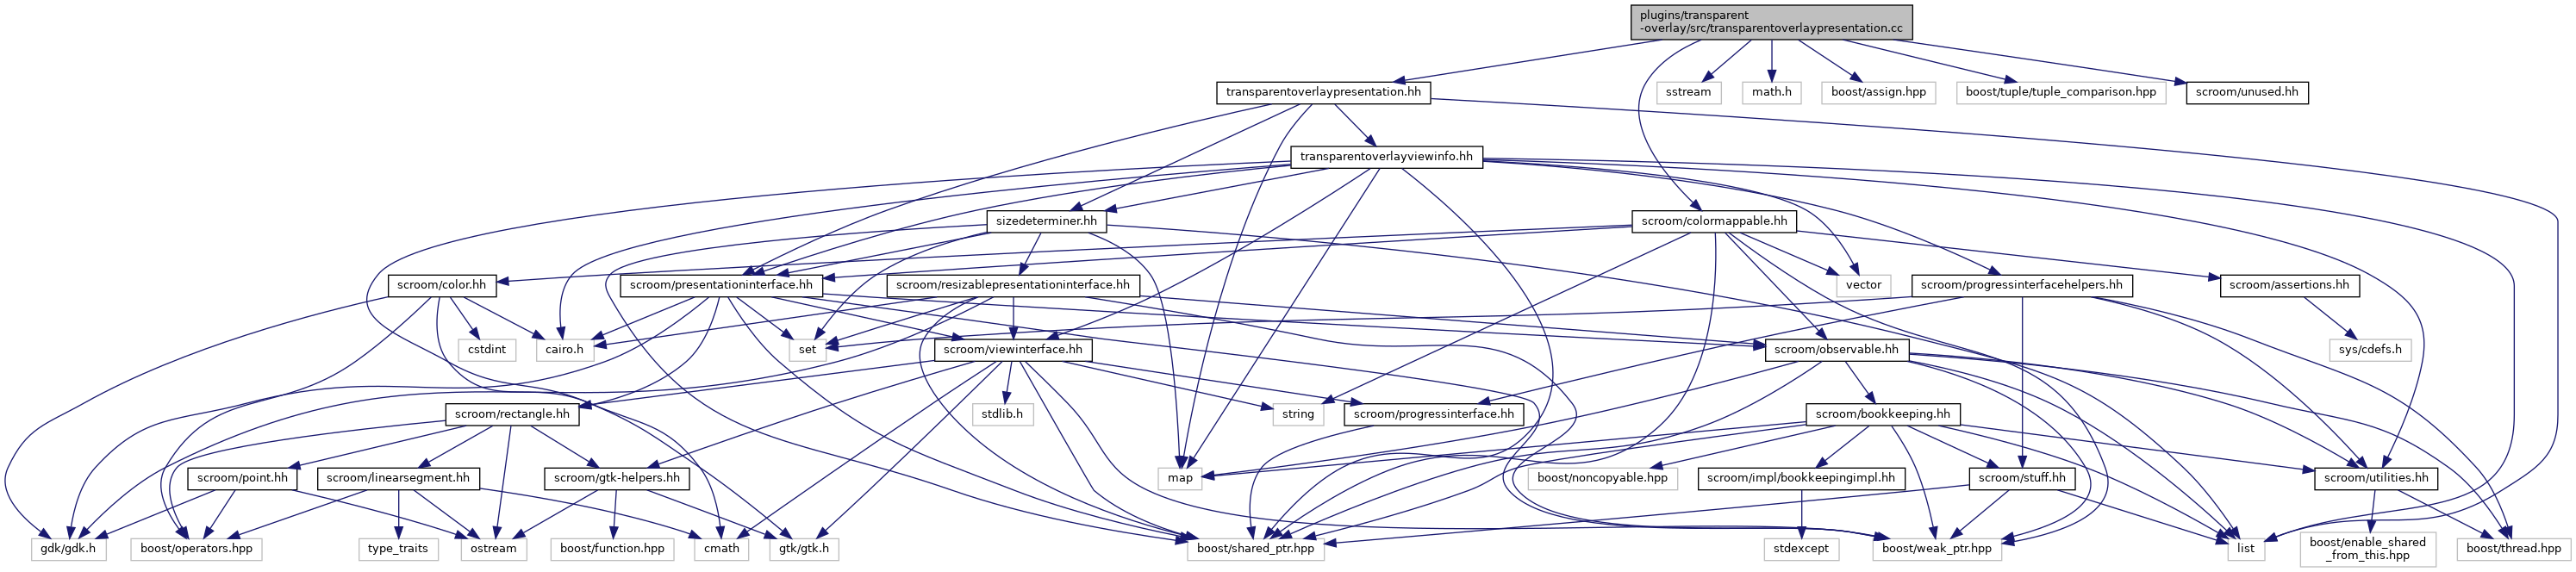 plugins/transparent
-overlay/src/transparentoverlaypresentation.cc
transparentoverlaypresentation.hh
sstream
math.h
boost/assign.hpp
boost/tuple/tuple_comparison.hpp
scroom/unused.hh
transparentoverlayviewinfo.hh
sizedeterminer.hh
scroom/colormappable.hh
scroom/color.hh
scroom/presentationinterface.hh
scroom/resizablepresentationinterface.hh
vector
scroom/progressinterfacehelpers.hh
scroom/assertions.hh
cstdint
cairo.h
set
scroom/viewinterface.hh
scroom/observable.hh
sys/cdefs.h
scroom/rectangle.hh
stdlib.h
string
scroom/progressinterface.hh
scroom/bookkeeping.hh
scroom/point.hh
scroom/linearsegment.hh
scroom/gtk-helpers.hh
map
boost/noncopyable.hpp
scroom/impl/bookkeepingimpl.hh
scroom/stuff.hh
scroom/utilities.hh
gdk/gdk.h
boost/operators.hpp
type_traits
ostream
boost/function.hpp
cmath
gtk/gtk.h
boost/shared_ptr.hpp
stdexcept
boost/weak_ptr.hpp
list
boost/enable_shared
_from_this.hpp
boost/thread.hpp